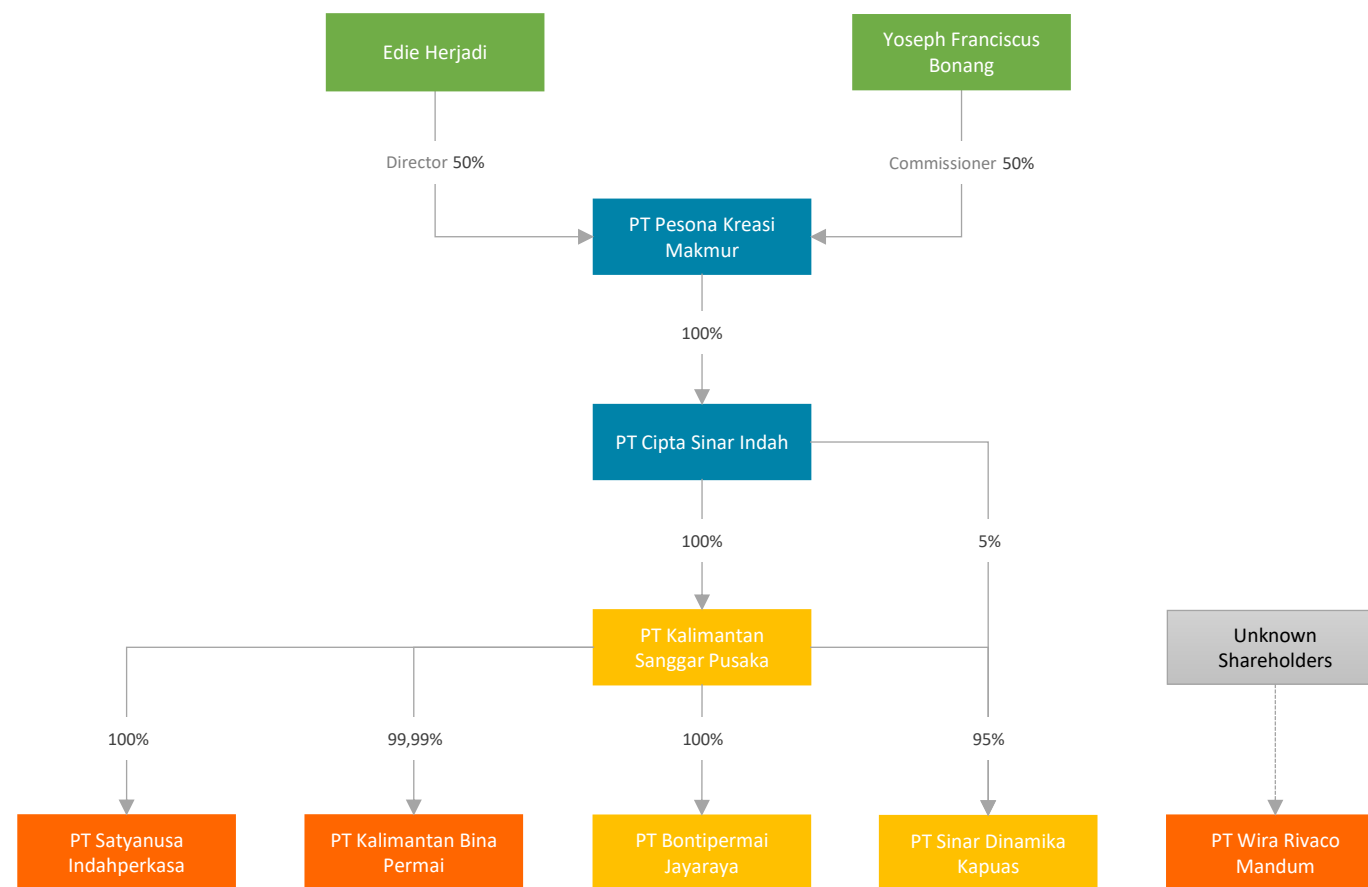 Edie Herjadi
Yoseph Franciscus
Bonang
Director 50%
Commissioner 50%
PT Pesona Kreasi
Makmur
100%
PT Cipta Sinar Indah
100%
5%
PT Kalimantan
Sanggar Pusaka
Unknown
Shareholders
100%
99,99%
100%
95%
PT Satyanusa
Indahperkasa
PT Kalimantan Bina
Permai
PT Bontipermai
Jayaraya
PT Sinar Dinamika
Kapuas
PT Wira Rivaco
Mandum